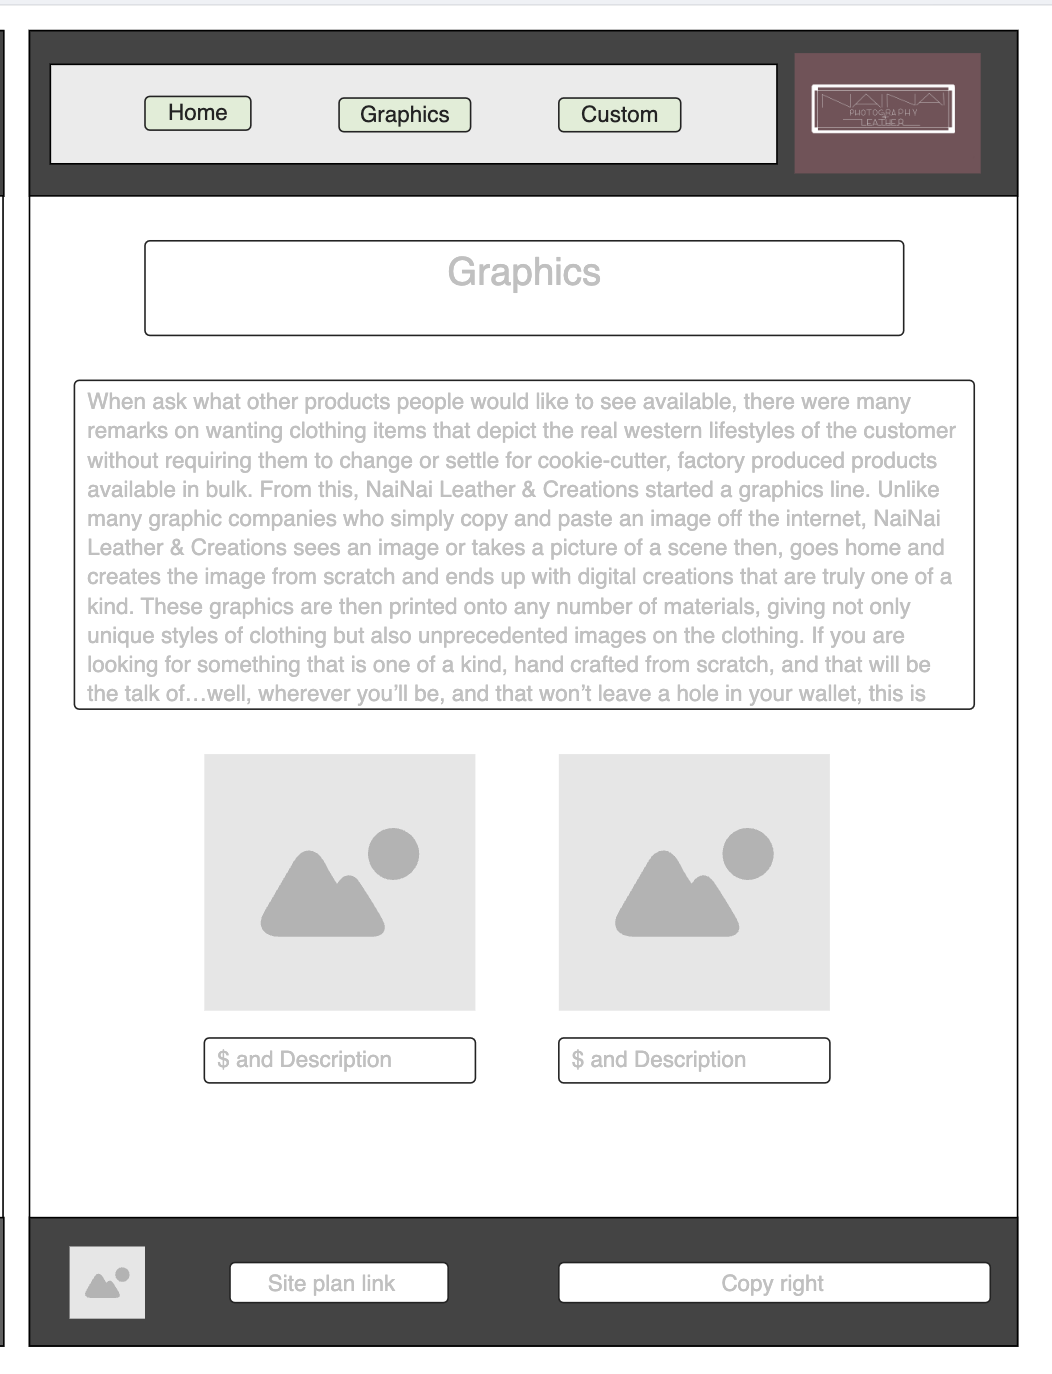 Home
Graphics
Custom
NAINAI
PHOTOGRAPHY
LEATHER
Graphics
When ask what other products people would like to see available, there were many
remarks on wanting clothing items that depict the real western lifestyles of the customer
without requiring them to change or settle for cookie-cutter, factory produced products
available in bulk. From this, NaiNai Leather & Creations started a graphics line. Unlike
many graphic companies who simply copy and paste an image off the internet, NaiNai
Leather & Creations sees an image or takes a picture of a scene then, goes home and
creates the image from scratch and ends up with digital creations that are truly one of a
kind. These graphics are then printed onto any number of materials, giving not only
unique styles of clothing but also unprecedented images on the clothing. If you are
looking for something that is one of a kind, hand crafted from scratch, and that will be
the talk of…well, wherever you’ll be, and that won’t leave a hole in your wallet, this is
$ and Description
$ and Description
Site plan link
Copy right